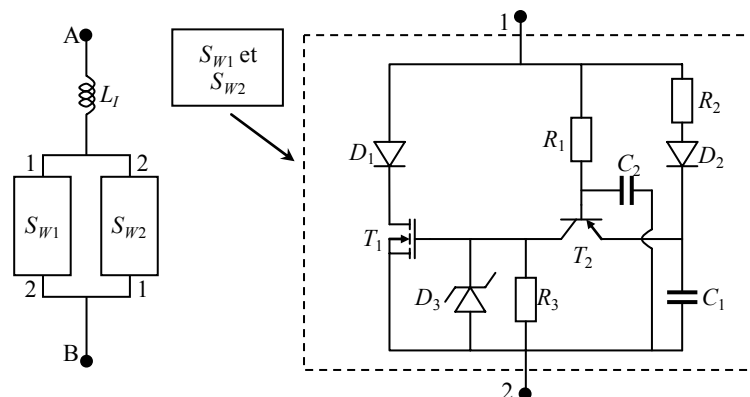 A
L_I
1 2
S_W1 S_W2
2 1
B
S_W1 et
S_W2
1
D_1
R_1
R_2
D_2
C_2
T_1
T_2
D_3
R_3
C_1
2